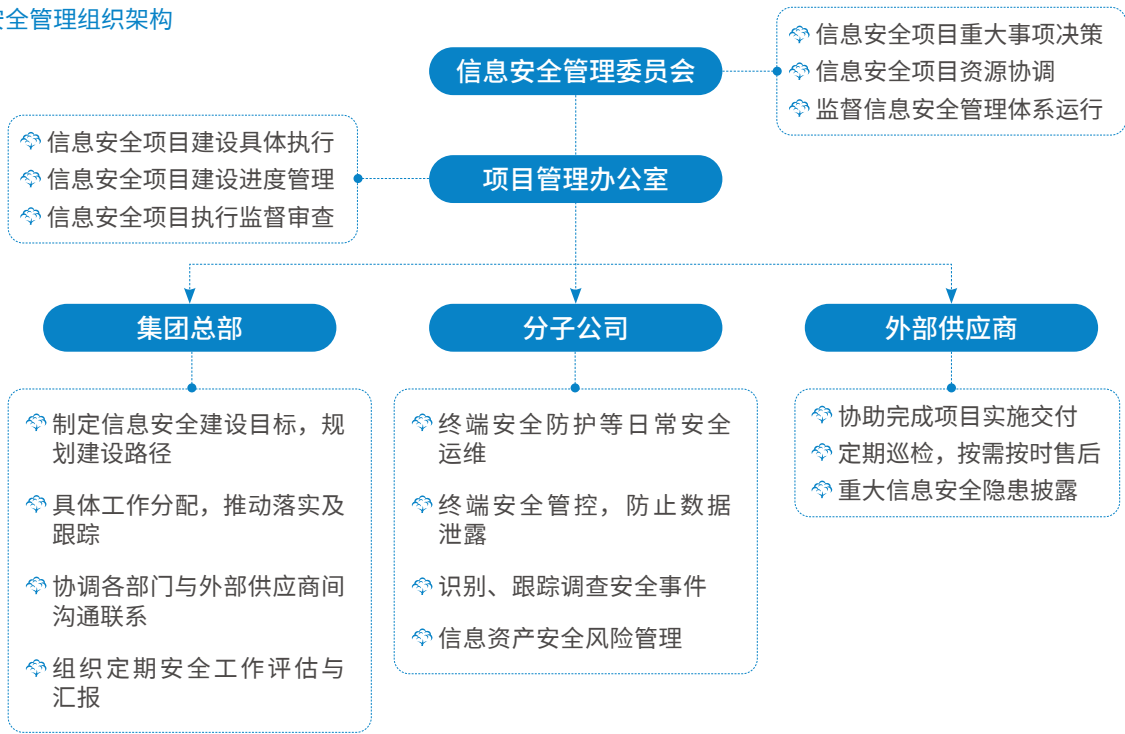 安全管理组织架构
信息安全管理委员会
信息安全项目重大事项决策
信息安全项目资源协调
监督信息安全管理体系运行
信息安全项目建设具体执行
信息安全项目建设进度管理
信息安全项目执行监督审查
项目管理办公室
集团总部
分子公司
外部供应商
制定信息安全建设目标，规
划建设路径
具体工作分配，推动落实及
跟踪
协调各部门与外部供应商间
沟通联系
组织定期安全工作评估与
汇报
终端安全防护等日常安全
运维
终端安全管控，防止数据
泄露
识别、跟踪调查安全事件
信息资产安全风险管理
协助完成项目实施交付
定期巡检，按需按时售后
重大信息安全隐患披露